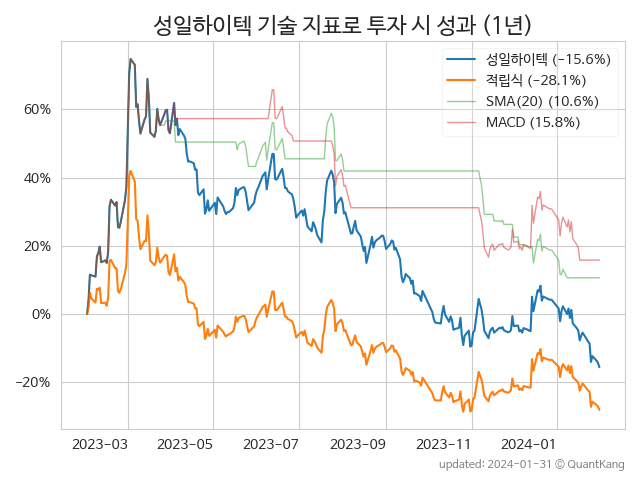 성일하이텍 기술 지표로 투자 시 성과 (1년)
성일하이텍 (−15.6%)
적립식 (−28.1%)
SMA(20) (10.6%)
MACD (15.8%)
60%
40%
20%
0%
−20%
2023-03 2023-05 2023-07 2023-09 2023-11 2024-01
updated: 2024-01-31 © QuantKang